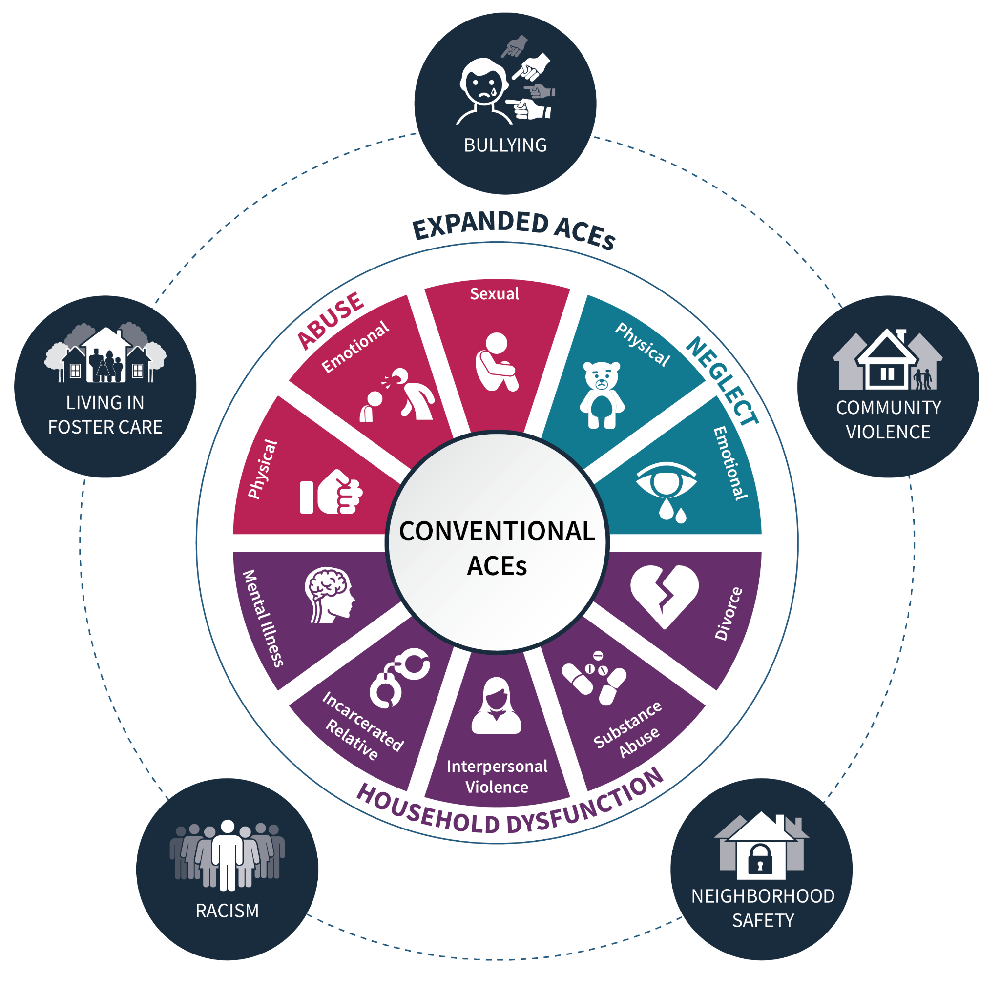 BULLYING
EXPANDED ACEs
LIVING IN
FOSTER CARE
COMMUNITY
VIOLENCE
ABUSE
Physical
Emotional
Sexual
NEGLECT
Physical
Emotional
CONVENTIONAL
ACEs
Mental Illness
Incarcerated
Relative
Interpersonal
Violence
Substance
Abuse
Divorce
HOUSEHOLD DYSFUNCTION
RACISM
NEIGHBORHOOD
SAFETY